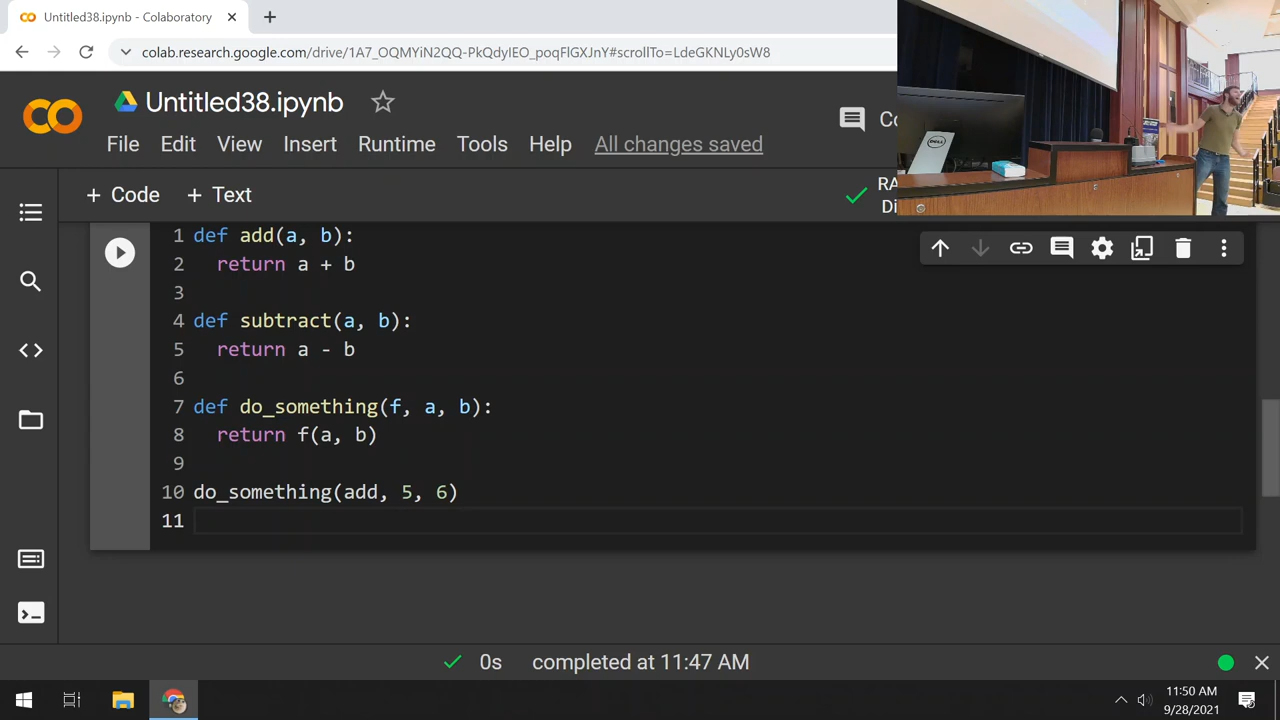 Untitled38.ipynb - Colaboratory
colab.research.google.com/drive/1A7_OQMYiN2QQ-PkQdyIEO_poqFlGXJnY#scrollTo=LdeGKNLy0sW8
Untitled38.ipynb
File Edit View Insert Runtime Tools Help All changes saved
+ Code + Text
1 def add(a, b):
2 return a + b
3
4 def subtract(a, b):
5 return a - b
6
7 def do_something(f, a, b):
8 return f(a, b)
9
10 do_something(add, 5, 6)
11
0s completed at 11:47 AM
11:50 AM
9/28/2021
DELL